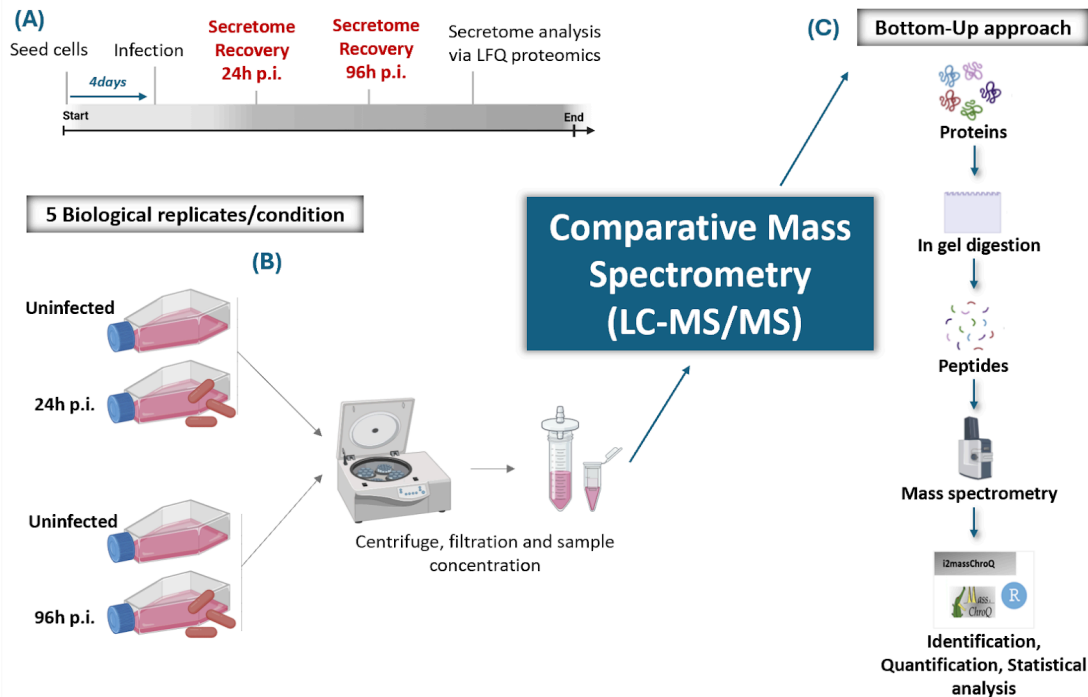 (A)
Seed cells
Infection
Secretome
Recovery
24h p.i.
Secretome
Recovery
96h p.i.
Secretome analysis
via LFQ proteomics
4days
Start
End
5 Biological replicates/condition
(B)
Uninfected
24h p.i.
Uninfected
96h p.i.
Centrifuge, filtration and sample
concentration
Comparative Mass
Spectrometry
(LC-MS/MS)
(C)
Bottom-Up approach
Proteins
In gel digestion
Peptides
Mass spectrometry
i2massChroQ
Mass
ChroQ
R
Identification,
Quantification, Statistical
analysis